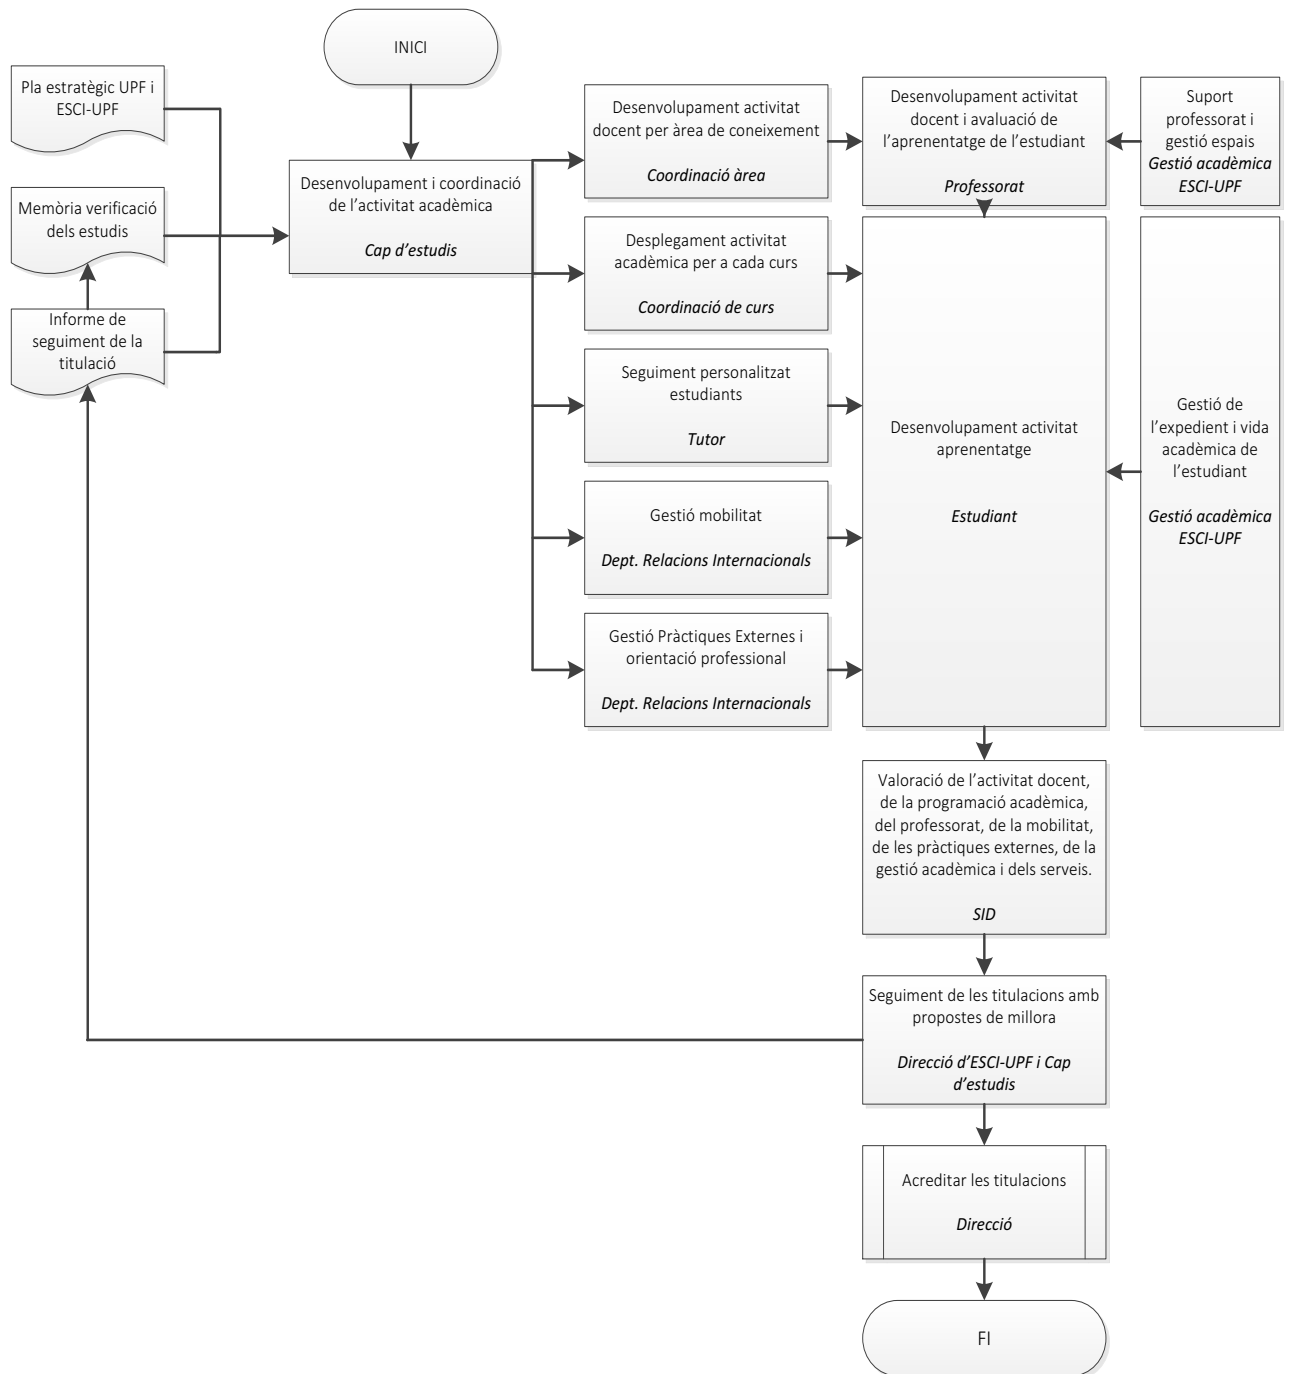 INICI
Pla estratègic UPF i
ESCI-UPF
Memòria verificació
dels estudis
Informe de
seguiment de la
titulació
Desenvolupament i coordinació
de l’activitat acadèmica
Cap d’estudis
Desenvolupament activitat
docent per àrea de coneixement
Coordinació àrea
Desplegament activitat
acadèmica per a cada curs
Coordinació de curs
Seguiment personalitzat
estudiants
Tutor
Gestió mobilitat
Dept. Relacions Internacionals
Gestió Pràctiques Externes i
orientació professional
Dept. Relacions Internacionals
Desenvolupament activitat
docent i avaluació de
l’aprenentatge de l’estudiant
Professorat
Suport
professorat i
gestió espais
Gestió acadèmica
ESCI-UPF
Desenvolupament activitat
aprenentatge
Estudiant
Gestió de
l’expedient i vida
acadèmica de
l’estudiant
Gestió acadèmica
ESCI-UPF
Valoració de l’activitat docent,
de la programació acadèmica,
del professorat, de la mobilitat,
de les pràctiques externes, de la
gestió acadèmica i dels serveis.
SID
Seguiment de les titulacions amb
propostes de millora
Direcció d’ESCI-UPF i Cap
d’estudis
Acreditar les titulacions
Direcció
FI